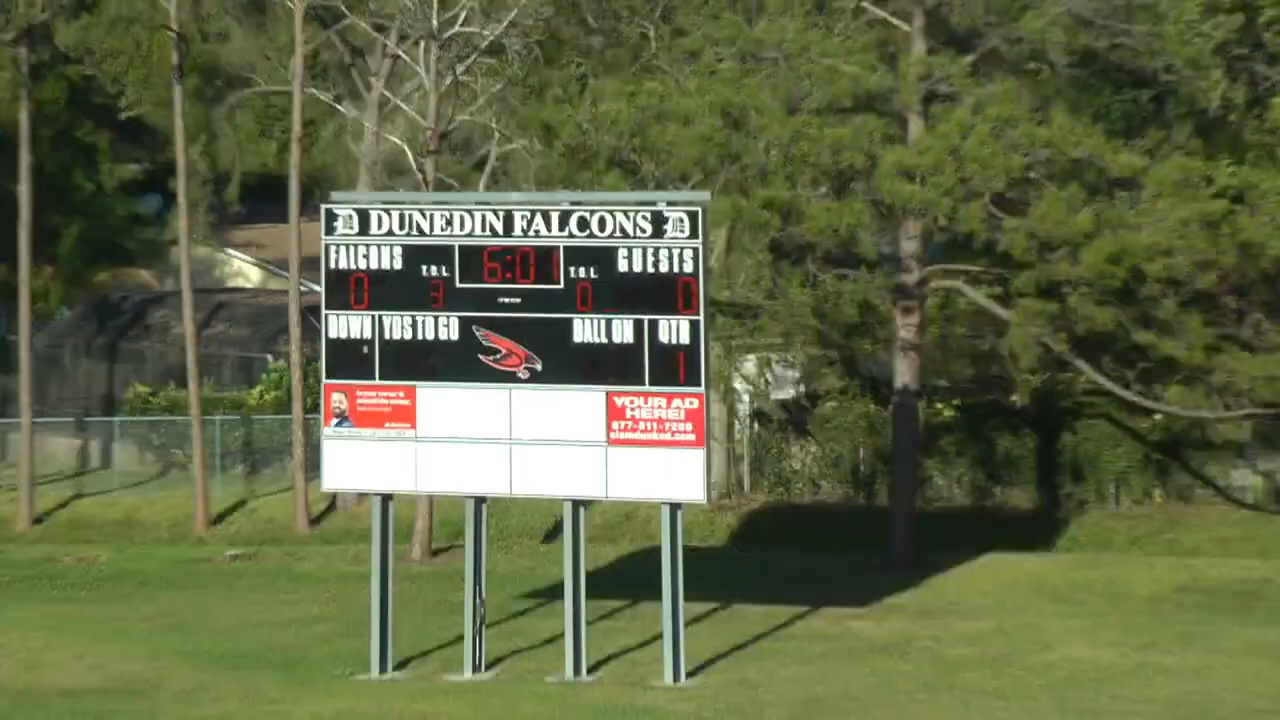 D DUNEDIN FALCONS D
FALCONS T.O.L. 6:01 T.O.L. GUESTS
0 3 0 0
DOWN YDS TO GO BALL ON QTR
1
YOUR AD
HERE!